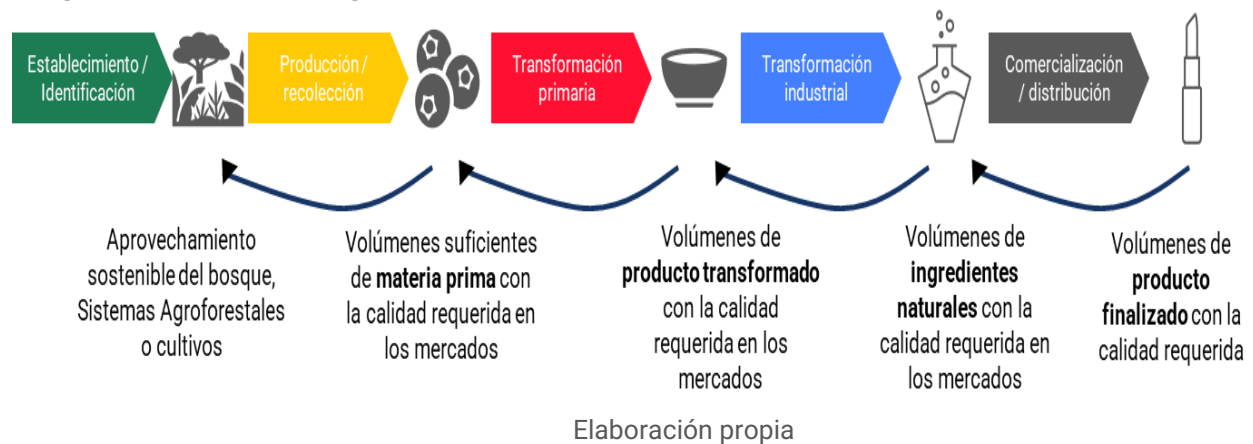 Establecimiento /
Identificación
Producción /
recolección
Transformación
primaria
Transformación
industrial
Comercialización
/ distribución
Aprovechamiento
sostenible del bosque,
Sistemas Agroforestales
o cultivos
Volúmenes suficientes
de materia prima con
la calidad requerida en
los mercados
Volúmenes de
producto transformado
con la calidad
requerida en los
mercados
Volúmenes de
ingredientes
naturales con la
calidad requerida en
los mercados
Volúmenes de
producto
finalizado con la
calidad requerida
Elaboración propia